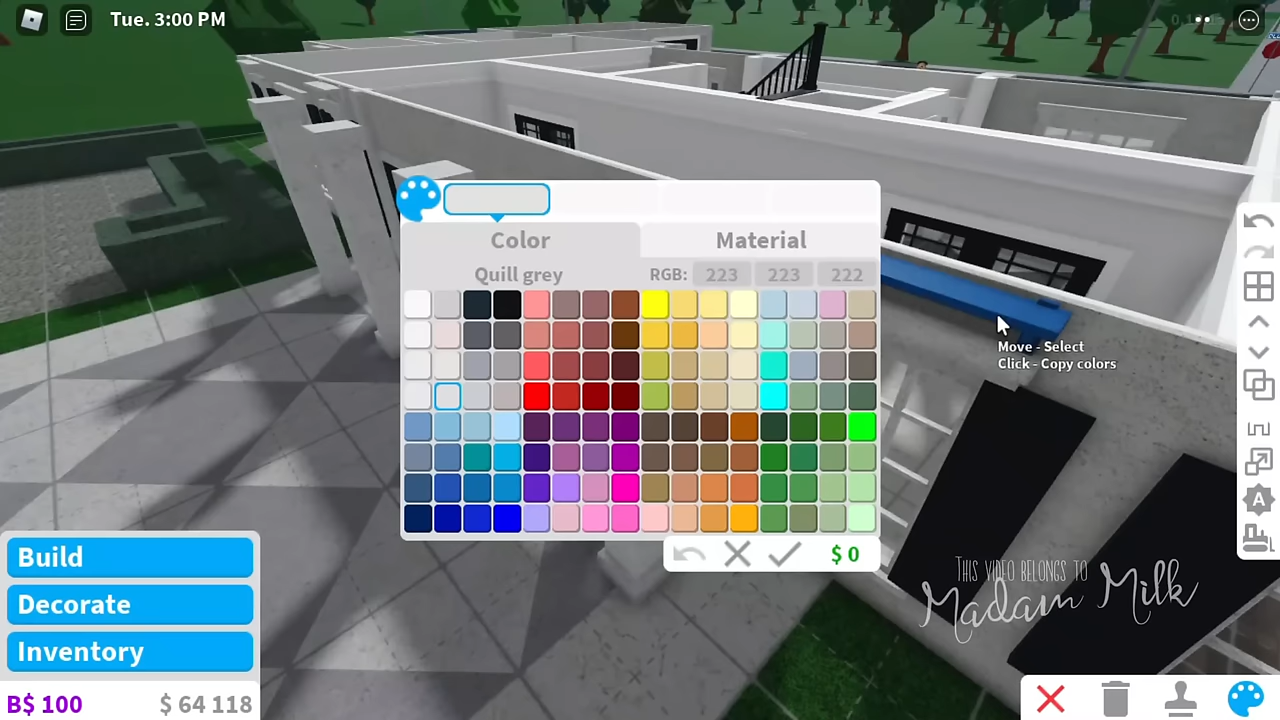 Tue. 3:00 PM
Color
Material
Quill grey
RGB: 223 223 222
Move - Select
Click - Copy colors
$ 0
Build
Decorate
Inventory
B$ 100
$ 64 118
A
THIS VIDEO BELONGS TO
Madam Milk